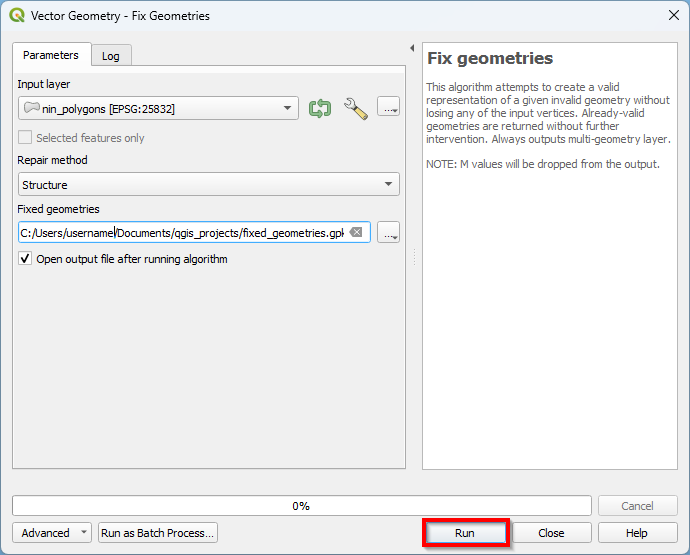 Vector Geometry - Fix Geometries
Parameters
Log
Input layer
nin_polygons [EPSG:25832]
...
Selected features only
Repair method
Structure
Fixed geometries
C:/Users/username/Documents/qgis_projects/fixed_geometries.gpk
...
Open output file after running algorithm
Fix geometries
This algorithm attempts to create a valid
representation of a given invalid geometry without
losing any of the input vertices. Already-valid
geometries are returned without further
intervention. Always outputs multi-geometry layer.
NOTE: M values will be dropped from the output.
0%
Cancel
Advanced
Run as Batch Process...
Run
Close
Help